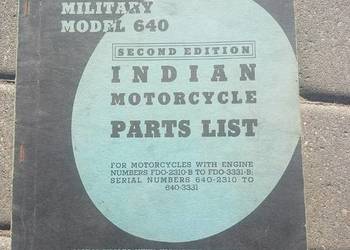 MILITARY
MODEL 640
SECOND EDITION
INDIAN
MOTORCYCLE
PARTS LIST
FOR MOTORCYCLES WITH ENGINE
NUMBERS FDO-2310-B TO FDO-3331-B;
SERIAL NUMBERS 640-2310 TO
640-3331